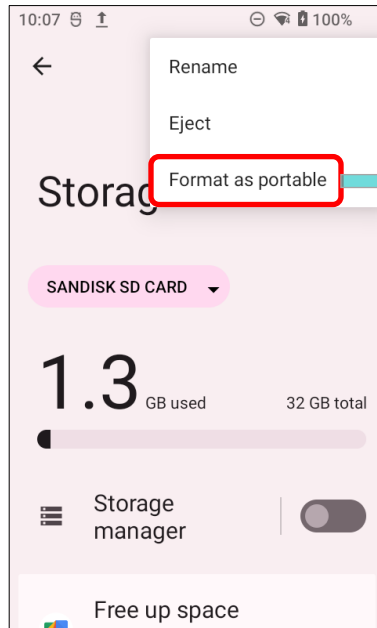 10:07 100%
Rename
Eject
Format as portable
Storag
SANDISK SD CARD
1.3 GB used 32 GB total
Storage
manager
Free up space